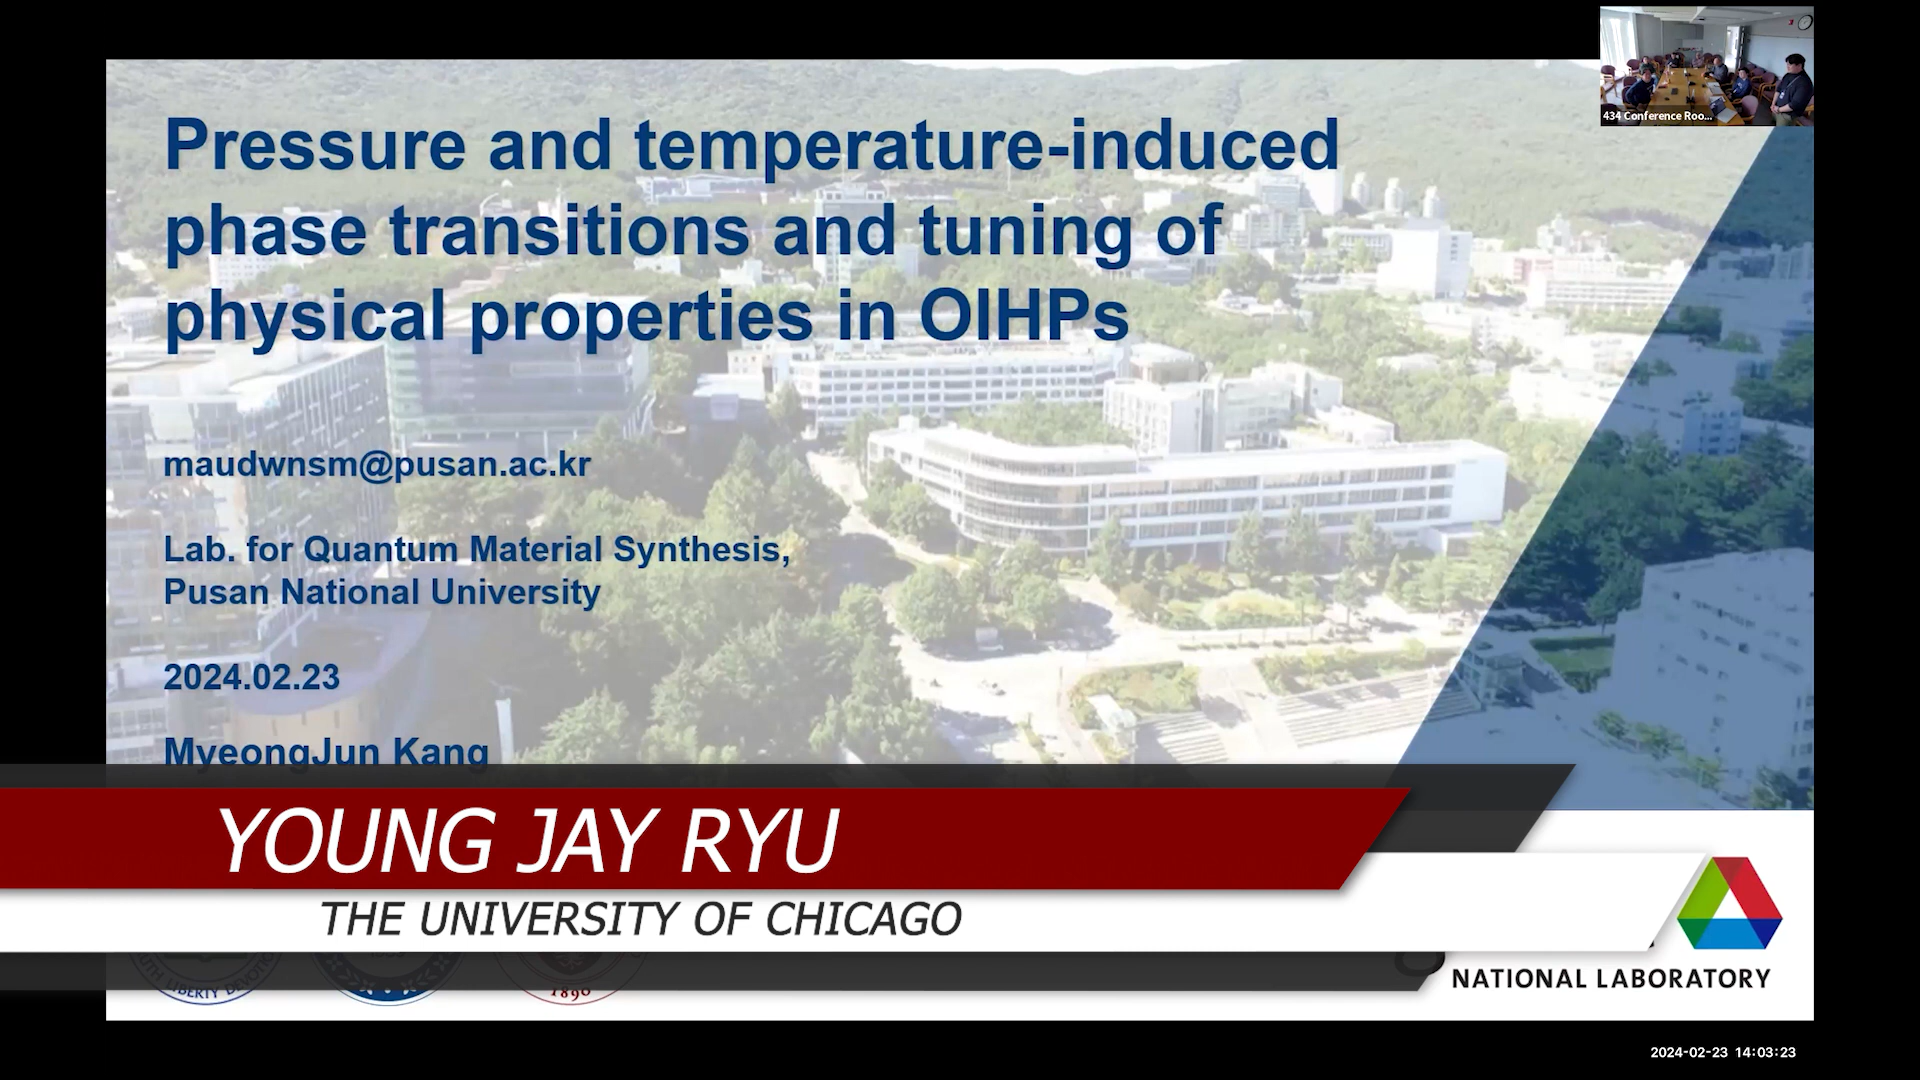 434 Conference Roo...
Pressure and temperature-induced
phase transitions and tuning of
physical properties in OIHPs
maudwnsm@pusan.ac.kr
Lab. for Quantum Material Synthesis,
Pusan National University
2024.02.23
MyeongJun Kang
YOUNG JAY RYU
THE UNIVERSITY OF CHICAGO
LIBERTY
1890
NATIONAL LABORATORY
2024-02-23 14:03:23